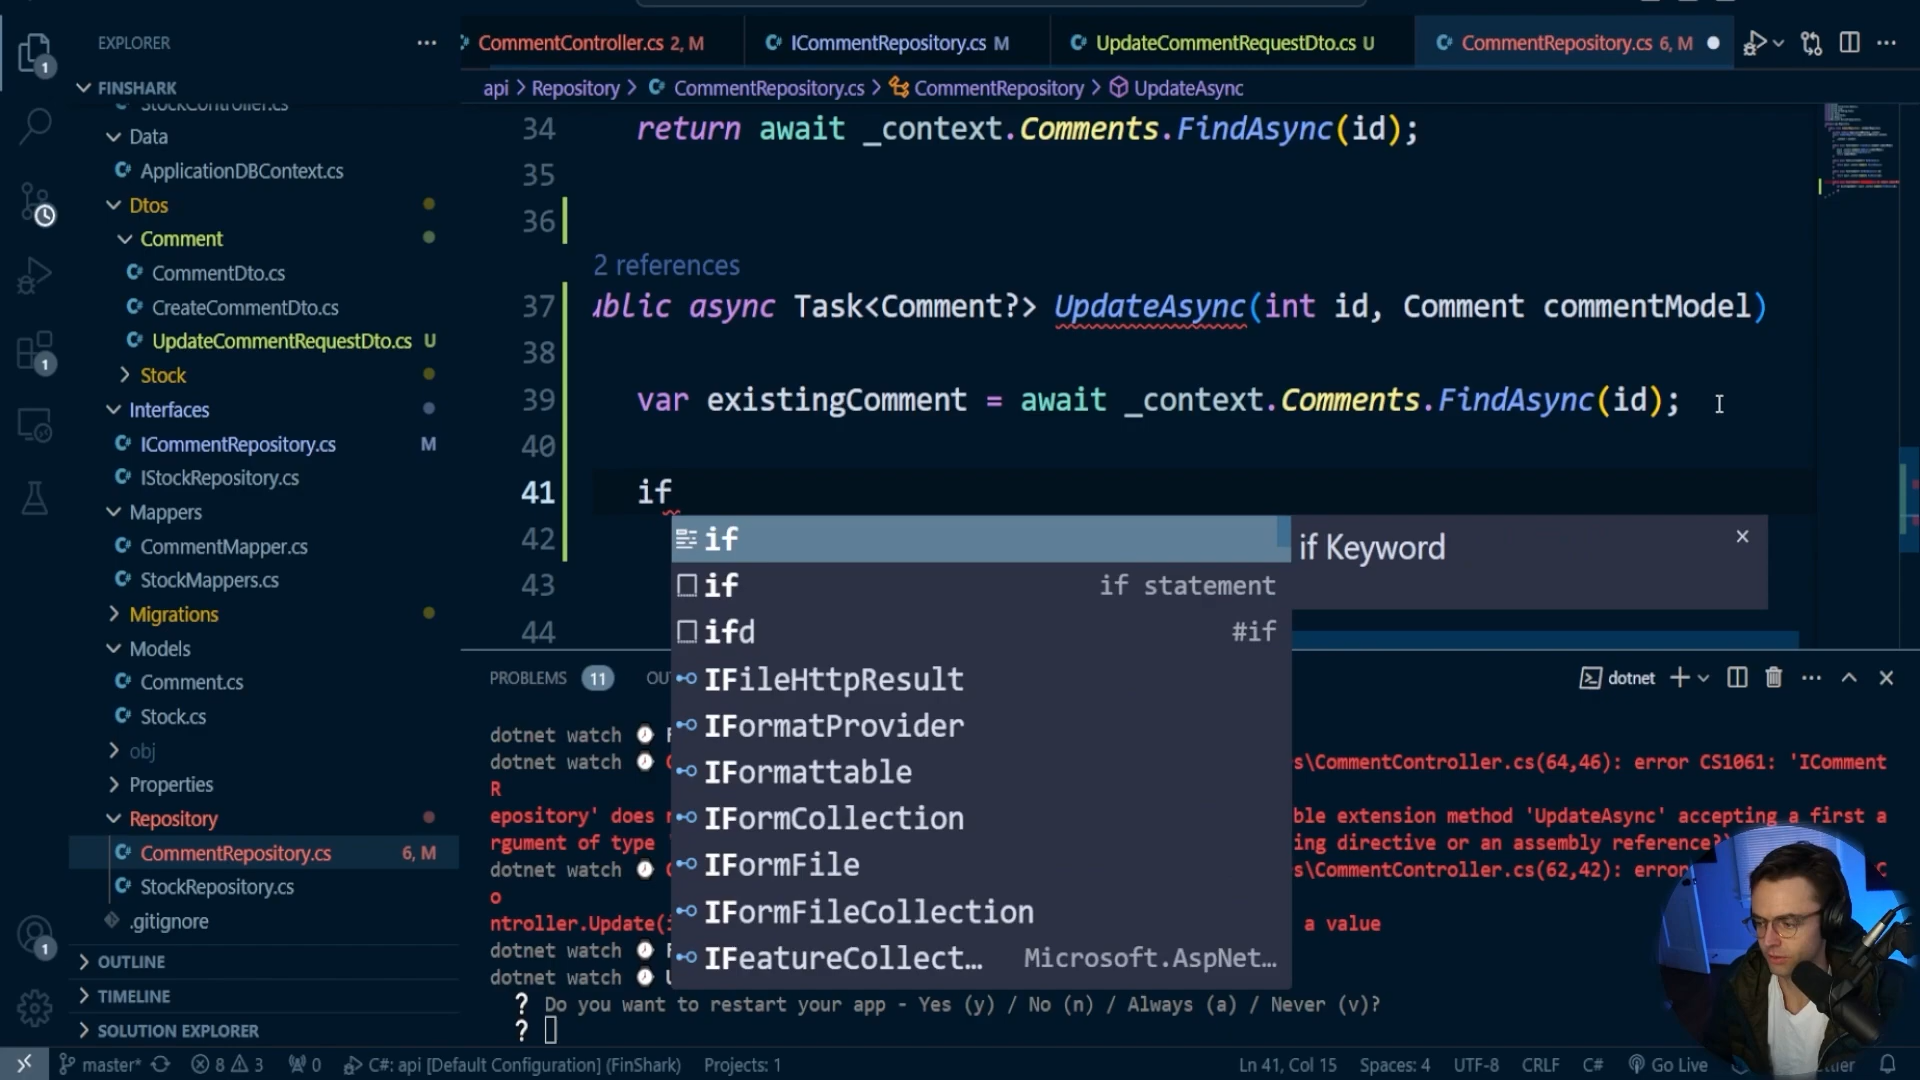 EXPLORER
FINSHARK
StockController.cs
Data
ApplicationDBContext.cs
Dtos
Comment
CommentDto.cs
CreateCommentDto.cs
UpdateCommentRequestDto.cs U
Stock
Interfaces
ICommentRepository.cs M
IStockRepository.cs
Mappers
CommentMapper.cs
StockMappers.cs
Migrations
Models
Comment.cs
Stock.cs
obj
Properties
Repository
CommentRepository.cs 6, M
StockRepository.cs
.gitignore
OUTLINE
TIMELINE
SOLUTION EXPLORER
1
1
1
CommentController.cs 2, M
ICommentRepository.cs M
UpdateCommentRequestDto.cs U
CommentRepository.cs 6, M
api > Repository > CommentRepository.cs > CommentRepository > UpdateAsync
34 return await _context.Comments.FindAsync(id);
35
36
2 references
37 ublic async Task<Comment?> UpdateAsync(int id, Comment commentModel)
38
39 var existingComment = await _context.Comments.FindAsync(id);
40
41 if
42
43
44
if
if if statement
ifd #if
IFileHttpResult
IFormatProvider
IFormattable
IFormCollection
IFormFile
IFormFileCollection
IFeatureCollect… Microsoft.AspNet…
if Keyword
PROBLEMS 11 OU
dotnet
dotnet watch
dotnet watch s\CommentController.cs(64,46): error CS1061: 'IComment
R
epository' does ble extension method 'UpdateAsync' accepting a first a
rgument of type ing directive or an assembly reference?
dotnet watch s\CommentController.cs(62,42): error
o
ntroller.Update( a value
dotnet watch
dotnet watch
? Do you want to restart your app - Yes (y) / No (n) / Always (a) / Never (v)?
?
master* 8 3 0 C#: api [Default Configuration] (FinShark) Projects: 1 Ln 41, Col 15 Spaces: 4 UTF-8 CRLF C# Go Live